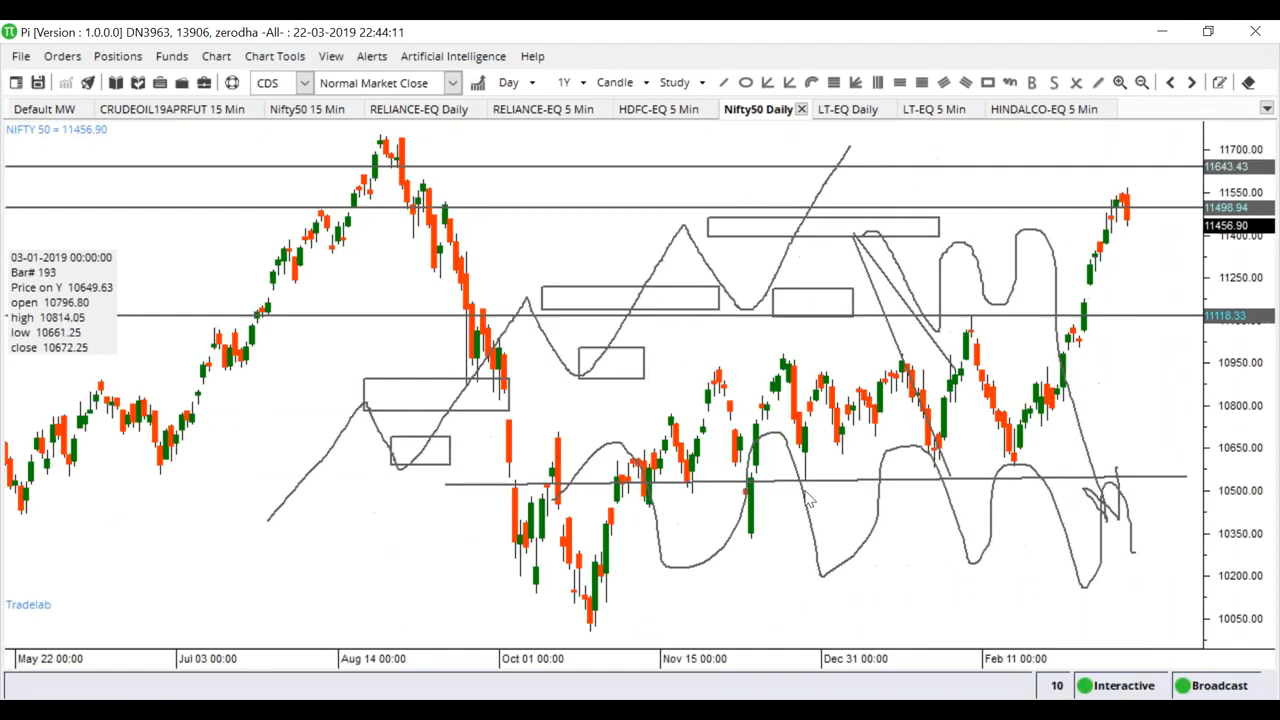 Pi [Version : 1.0.0.0] DN3963, 13906, zerodha -All- : 22-03-2019 22:44:11
File Orders Positions Funds Chart Chart Tools View Alerts Artificial Intelligence Help
CDS Normal Market Close Day 1Y Candle Study B S
Default MW CRUDEOIL19APRFUT 15 Min Nifty50 15 Min RELIANCE-EQ Daily RELIANCE-EQ 5 Min HDFC-EQ 5 Min Nifty50 Daily LT-EQ Daily LT-EQ 5 Min HINDALCO-EQ 5 Min
NIFTY 50 = 11456.90
11700.00
11643.43
11550.00
11498.94
11456.90
11400.00
11250.00
11118.33
10950.00
10800.00
10650.00
10500.00
10350.00
10200.00
10050.00
03-01-2019 00:00:00
Bar# 193
Price on Y 10649.63
open 10796.80
high 10814.05
low 10661.25
close 10672.25
Tradelab
May 22 00:00 Jul 03 00:00 Aug 14 00:00 Oct 01 00:00 Nov 15 00:00 Dec 31 00:00 Feb 11 00:00
10 Interactive Broadcast